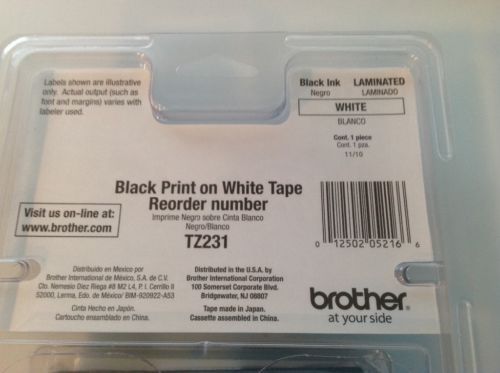 Labels shown are illustrative
only. Actual output (such as
font and margins) varies with
labeler used.
Black Ink LAMINATED
Negro LAMINADO
WHITE
BLANCO
Cont. 1 piece
Cont. 1 pza.
11/10
Black Print on White Tape
Reorder number
Imprime Negro sobre Cinta Blanco
Negro/Blanco
TZ231
Visit us on-line at:
www.brother.com
0 12502 05216 6
Distribuido en México por
Brother International de México, S.A. de C.V.
Clo. Nemesio Diez Riega #8 M2 L4, P. I. Cerrillo II
52000, Lerma, Edo. de México/ BIM-920922-A53
Cinta Hecho en Japón.
Cartoucho ensamblado en China.
Distributed in the U.S.A. by
Brother International Corporation
100 Somerset Corporate Blvd.
Bridgewater, NJ 08807
Tape made in Japan.
Cassette assembled in China.
brother
at your side